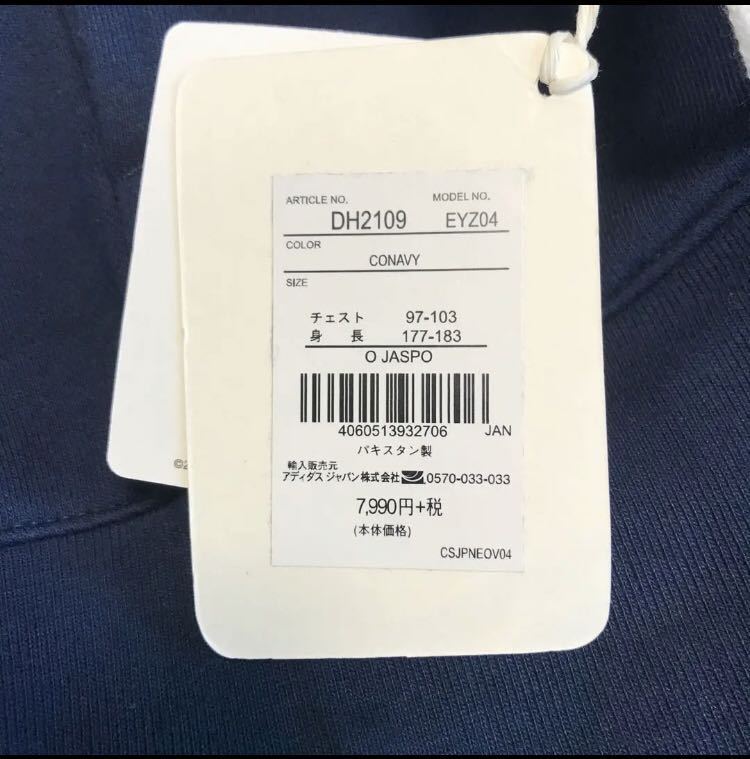 ARTICLE NO. MODEL NO.
DH2109 EYZ04
COLOR
CONAVY
SIZE
チェスト 97-103
身 長 177-183
O JASPO
4060513932706 JAN
パキスタン製
輸入販売元
アディダス ジャパン株式会社 0570-033-033
7,990円+税
(本体価格)
CSJPNEOV04
©2